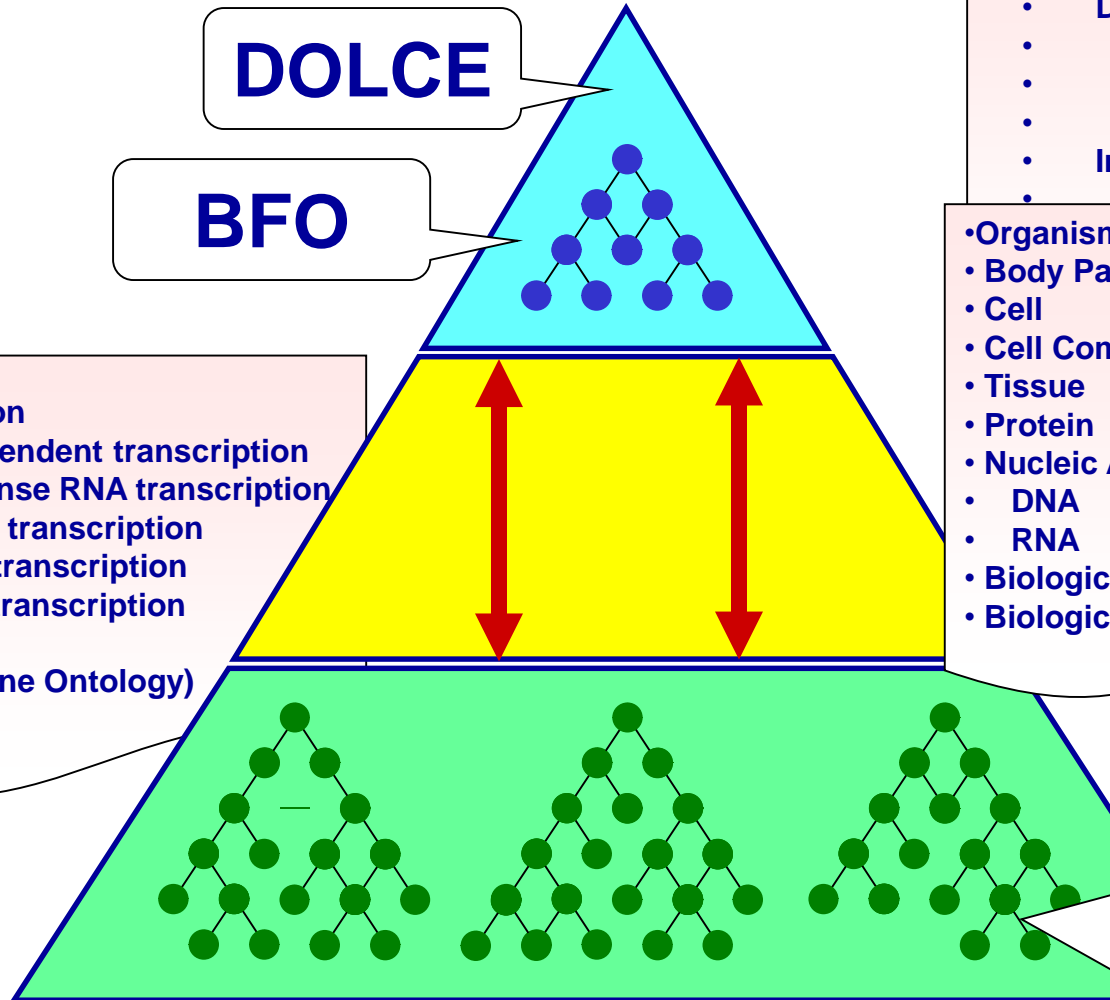 DOLCE
BFO
on
endent transcription
nse RNA transcription
transcription
transcription
ranscription
ne Ontology)
•
•
•
•
•
•
•Organism
• Body Pa
• Cell
• Cell Com
• Tissue
• Protein
• Nucleic A
• DNA
• RNA
• Biologic
• Biologic